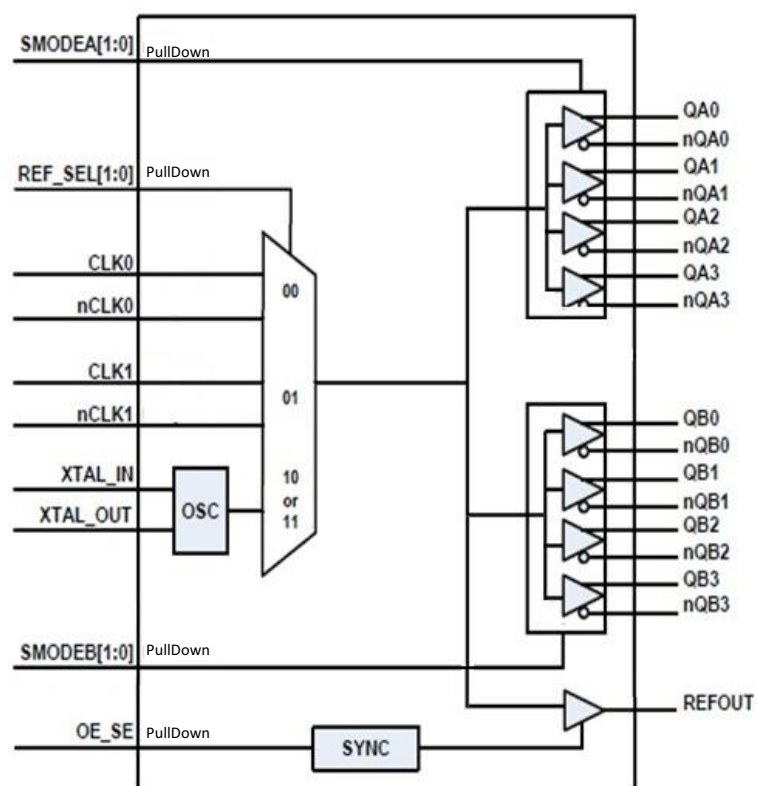 SMODEA[1:0] PullDown
REF_SEL[1:0] PullDown
CLK0
nCLK0
CLK1
nCLK1
XTAL_IN
XTAL_OUT
OSC
00
01
10
or
11
SMODEB[1:0] PullDown
OE_SE PullDown
SYNC
QA0
nQA0
QA1
nQA1
QA2
nQA2
QA3
nQA3
QB0
nQB0
QB1
nQB1
QB2
nQB2
QB3
nQB3
REFOUT